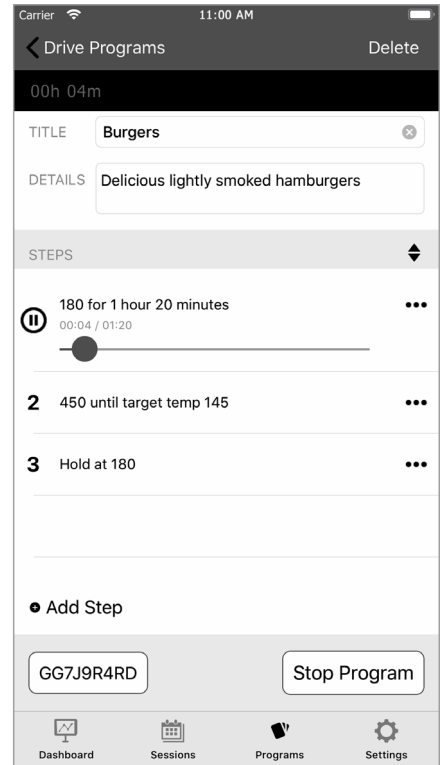 Carrier 11:00 AM
Drive Programs Delete
00h 04m
TITLE Burgers
DETAILS Delicious lightly smoked hamburgers
STEPS
180 for 1 hour 20 minutes
00:04 / 01:20
2 450 until target temp 145
3 Hold at 180
Add Step
GG7J9R4RD Stop Program
Dashboard Sessions Programs Settings